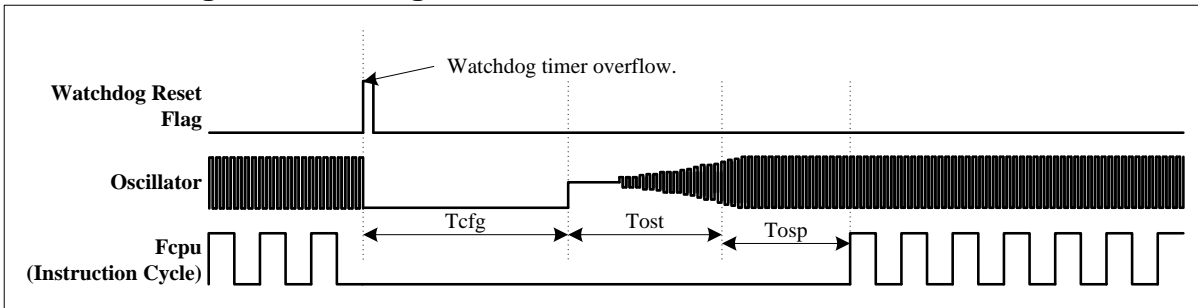 Watchdog timer overflow.
Watchdog Reset
Flag
Oscillator
Tcfg
Tost
Tosp
Fcpu
(Instruction Cycle)